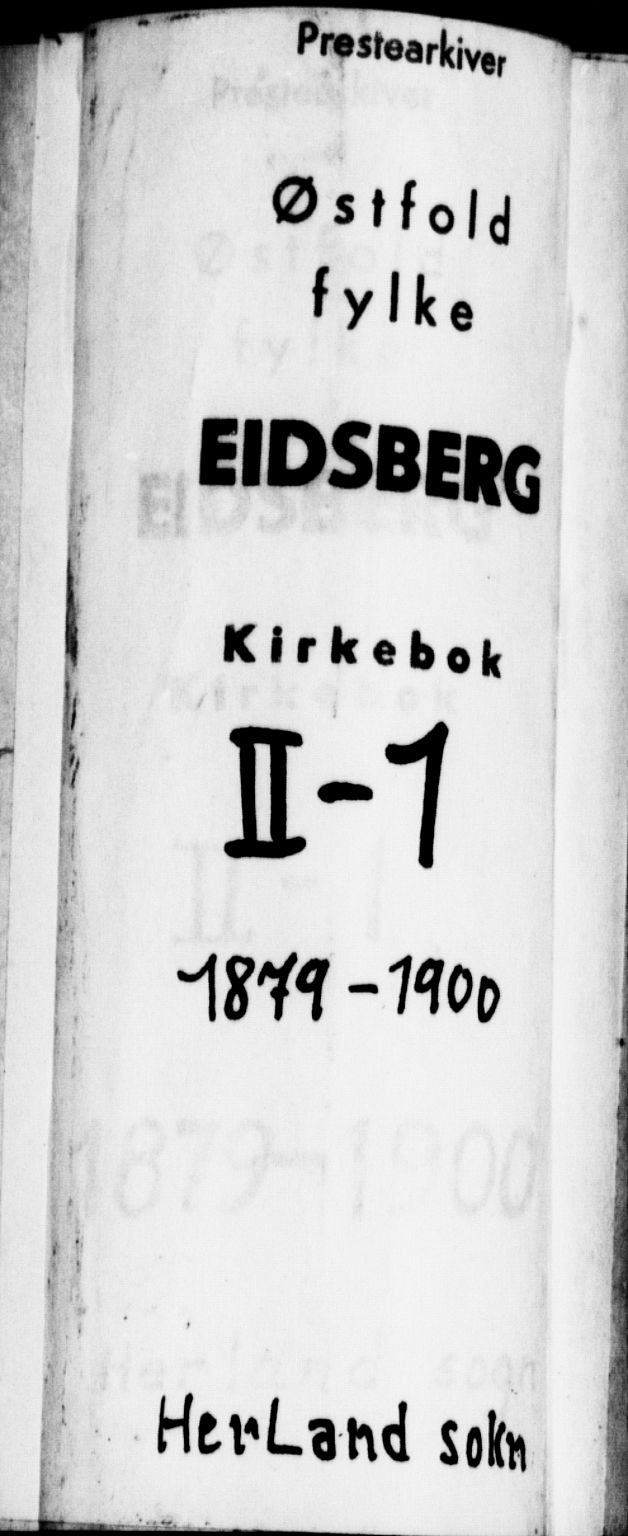 Prestearkiver
Østfold
fylke
EIDSBERG
Kirkebok
II-1
1879-1900
HerLand sokn